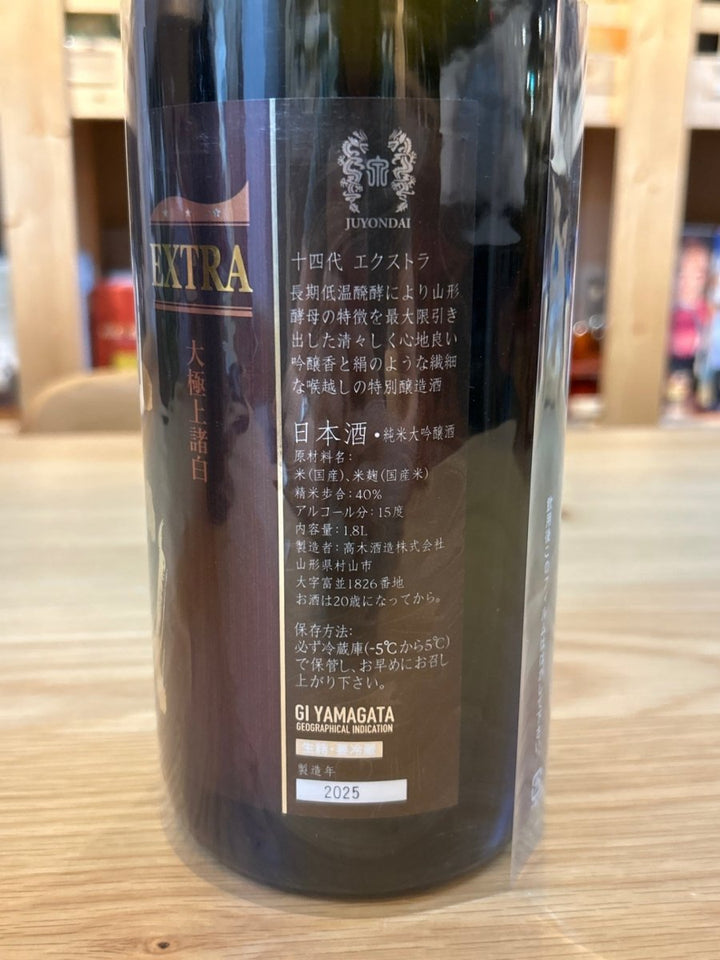 EXTRA
大極上諸白
JUYONDAI
十四代 エクストラ
長期低温醗酵により山形
酵母の特徴を最大限引き
出した清々しく心地良い
吟醸香と絹のような繊細
な喉越しの特別醸造酒
日本酒・純米大吟醸酒
原材料名：
米(国産)、米麹(国産米)
精米歩合：40%
アルコール分：15度
内容量：1.8L
製造者：高木酒造株式会社
山形県村山市
大字富並1826番地
お酒は20歳になってから。
保存方法：
必ず冷蔵庫(-5℃から5℃)
で保管し、お早めにお召し
上がり下さい。
GI YAMAGATA
GEOGRAPHICAL INDICATION
生詰・要冷蔵
製造年
2025